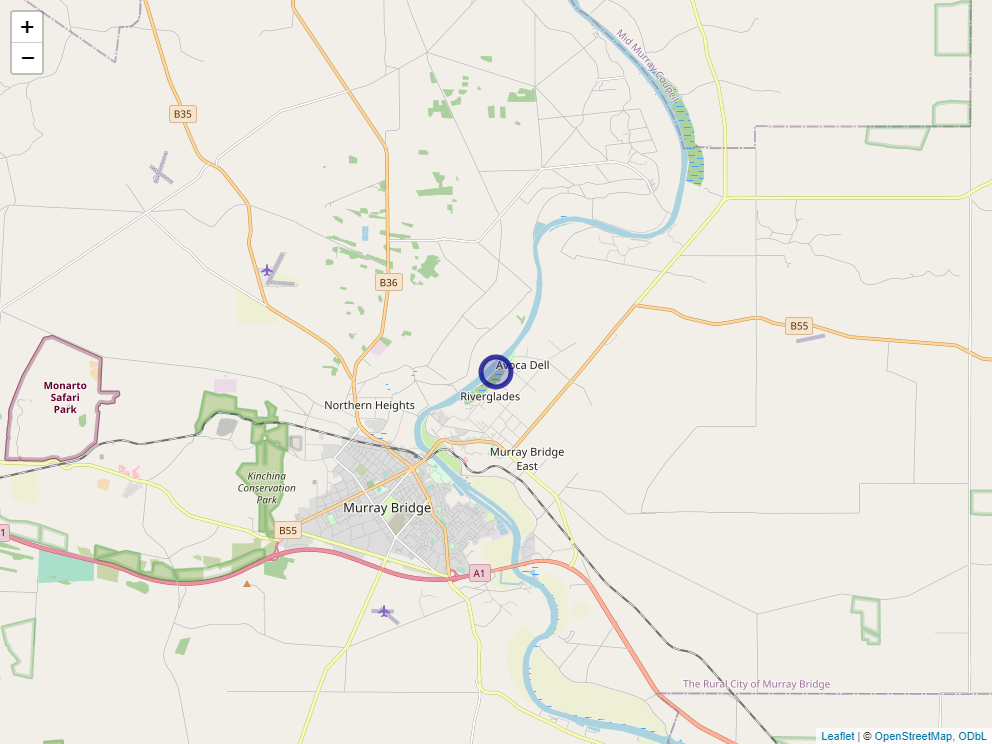 +
−
Mid Murray Council
B35
B36
B55
Monarto
Safari
Park
Avoca Dell
Riverglades
Northern Heights
Murray Bridge
East
Kinchina
Conservation
Park
Murray Bridge
B55
1
A1
The Rural City of Murray Bridge
Leaflet | © OpenStreetMap, ODbL